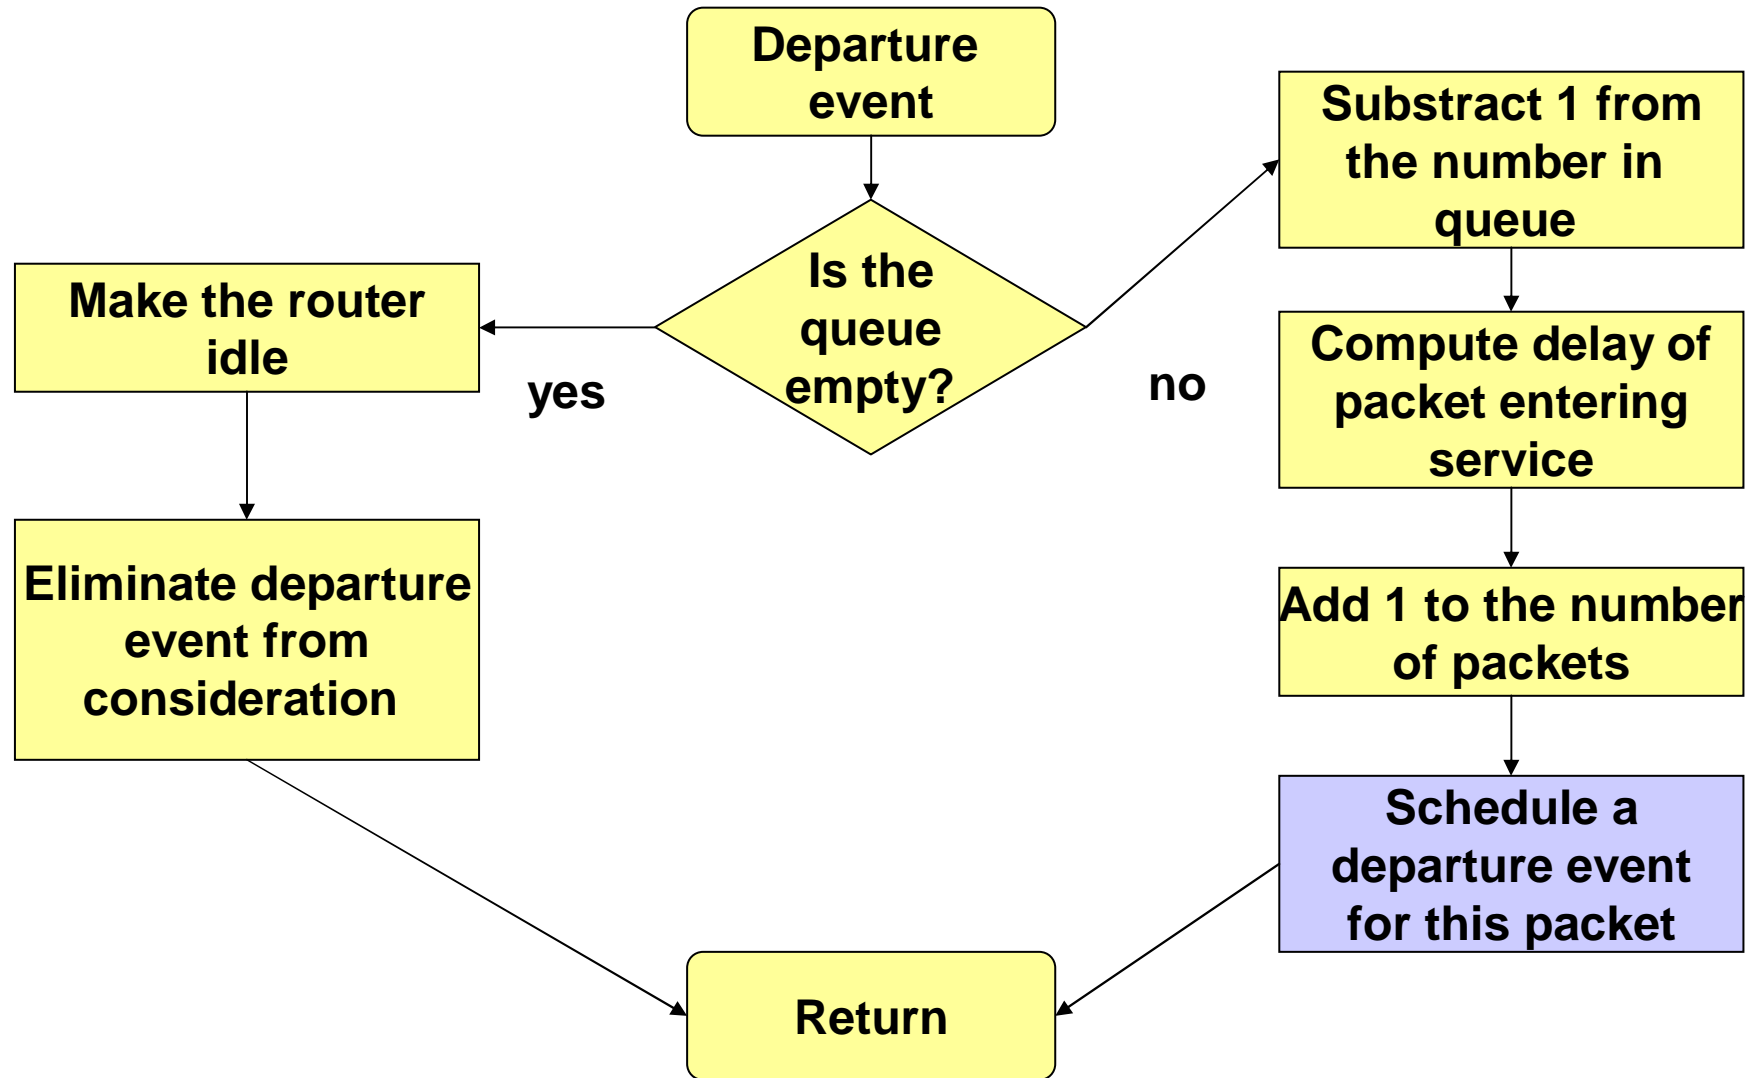 Departure
event
Is the
queue
empty?
yes
no
Make the router
idle
Eliminate departure
event from
consideration
Substract 1 from
the number in
queue
Compute delay of
packet entering
service
Add 1 to the number
of packets
Schedule a
departure event
for this packet
Return